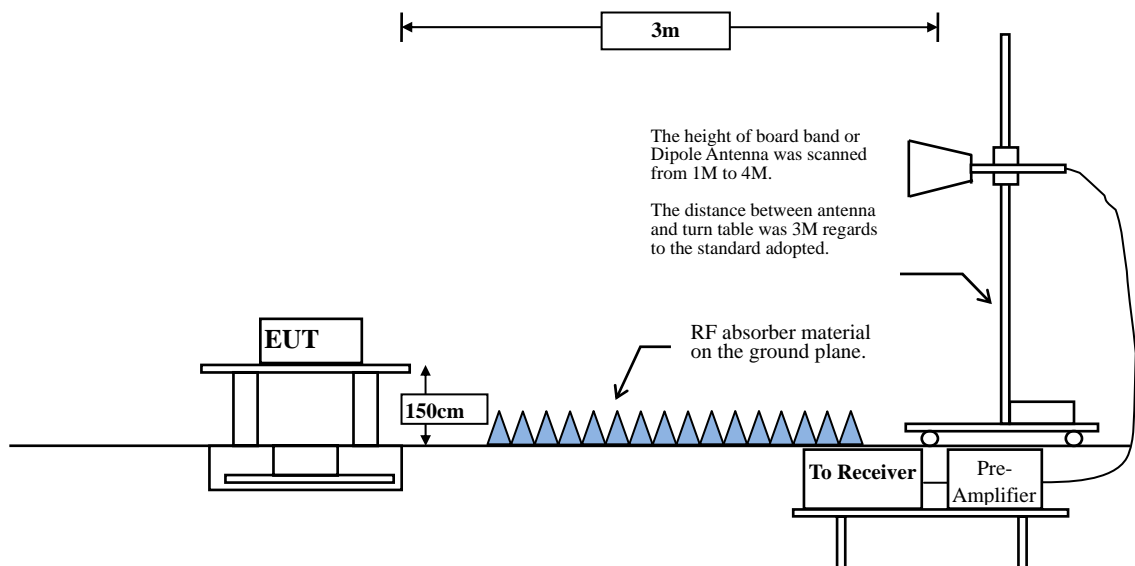 3m
The height of board band or
Dipole Antenna was scanned
from 1M to 4M.
The distance between antenna
and turn table was 3M regards
to the standard adopted.
EUT
RF absorber material
on the ground plane.
150cm
To Receiver
Pre-
Amplifier